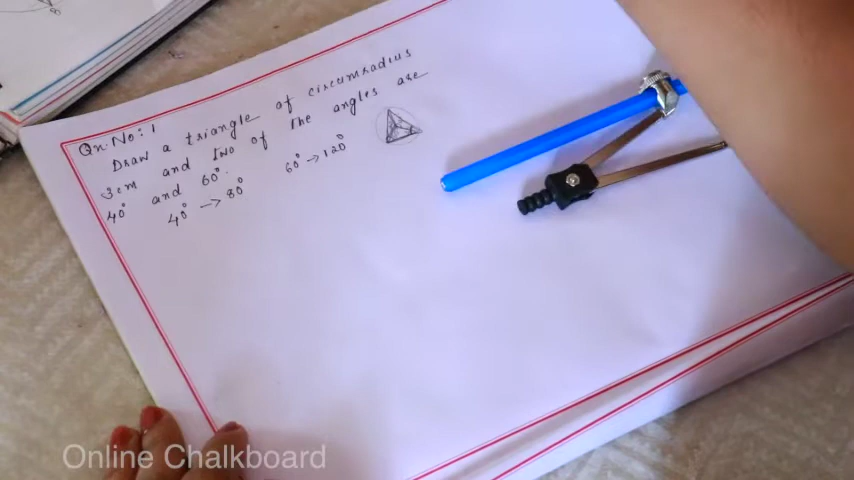 Qn. No: 1
Draw a triangle of circumradius
3cm and two of the angles are
40° and 60°.
40° → 80° 60° → 120°
B
Online Chalkboard